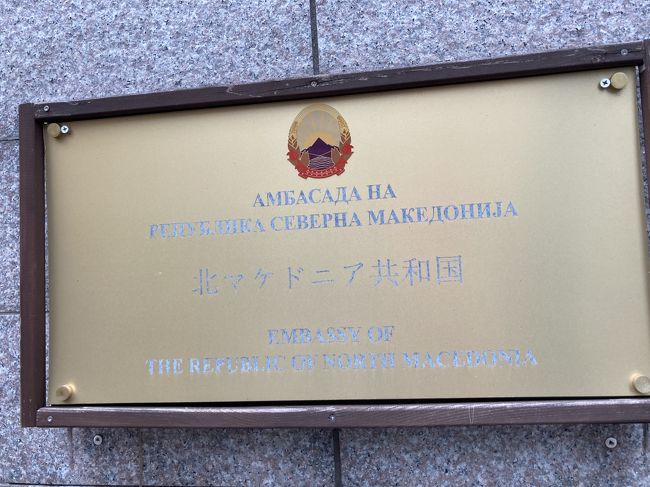 АМБАСАДА НА
РЕПУБЛИКА СЕВЕРНА МАКЕДОНИЈА
北マケドニア共和国
EMBASSY OF
THE REPUBLIC OF NORTH MACEDONIA